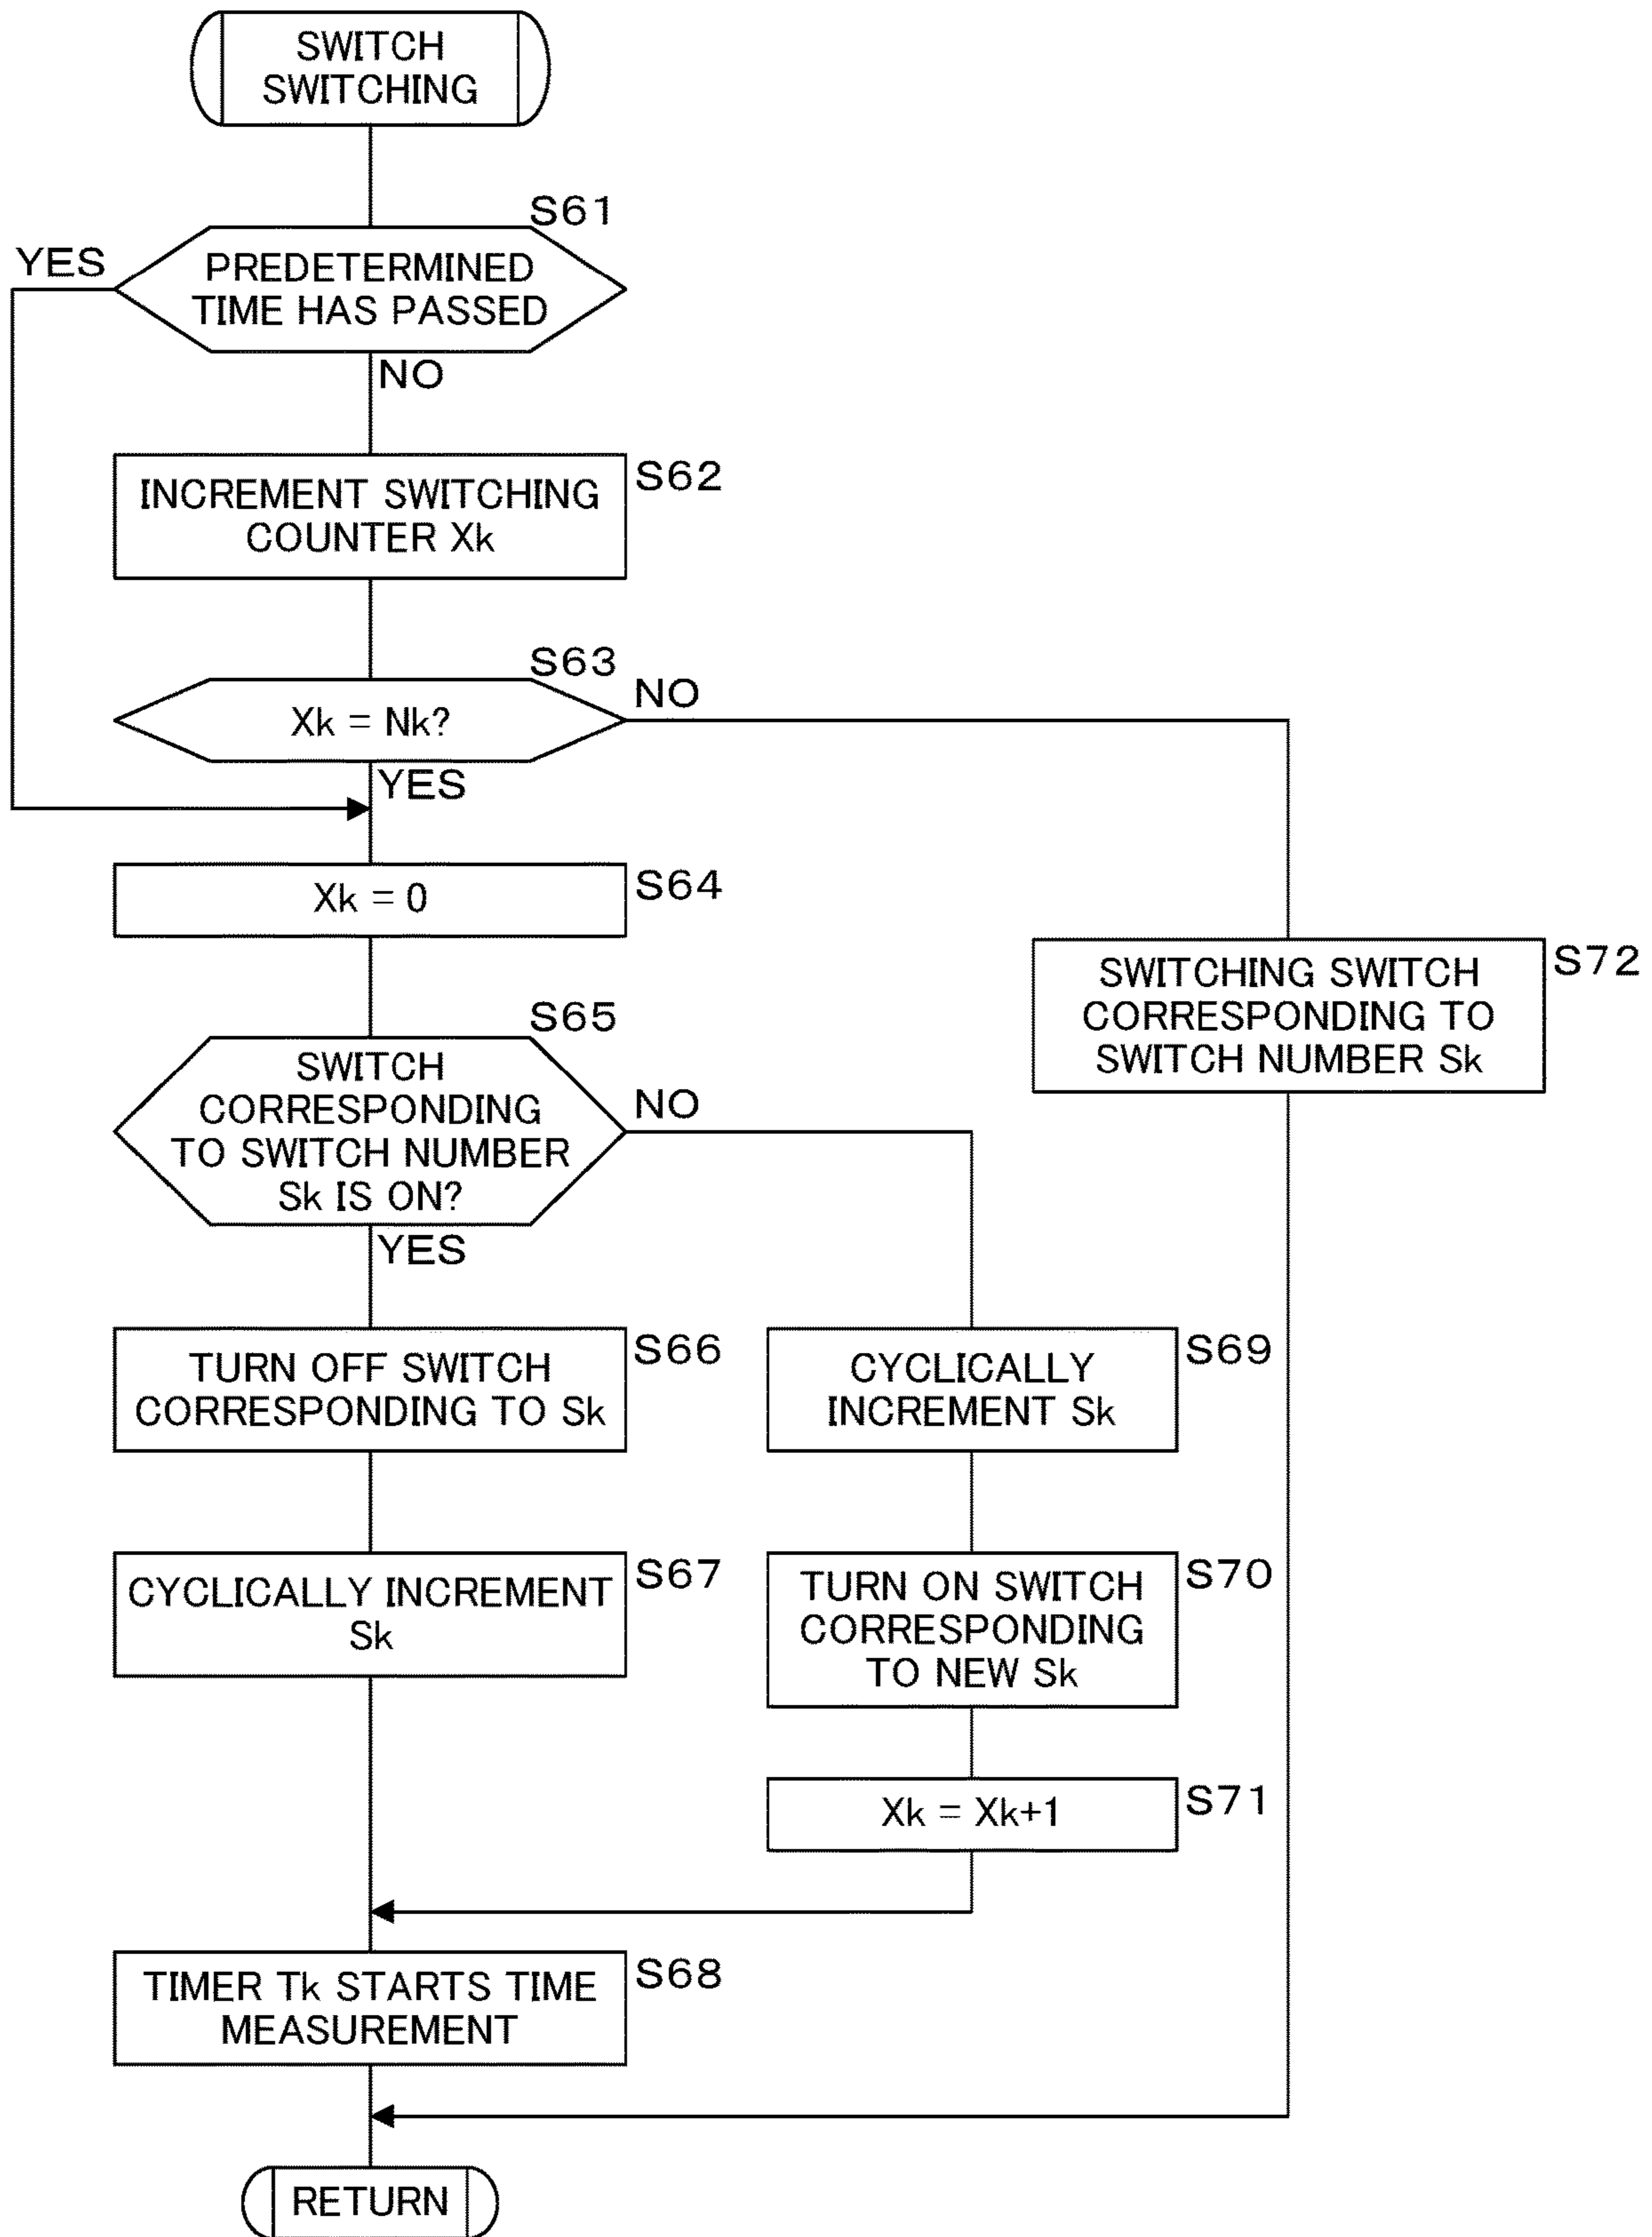 SWITCH
SWITCHING
S61
YES
PREDETERMINED
TIME HAS PASSED
NO
S62
INCREMENT SWITCHING
COUNTER Xk
S63
NO
Xk = Nk?
YES
S64
Xk = 0
S72
SWITCHING SWITCH
CORRESPONDING TO
SWITCH NUMBER Sk
S65
SWITCH
CORRESPONDING
TO SWITCH NUMBER
Sk IS ON?
NO
YES
S66
TURN OFF SWITCH
CORRESPONDING TO Sk
S69
CYCLICALLY
INCREMENT Sk
S67
CYCLICALLY INCREMENT
Sk
S70
TURN ON SWITCH
CORRESPONDING
TO NEW Sk
S71
Xk = Xk+1
S68
TIMER Tk STARTS TIME
MEASUREMENT
RETURN